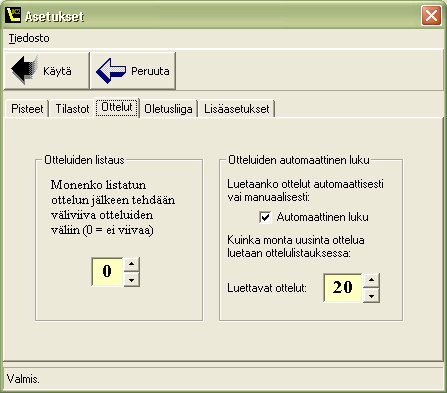 Asetukset
Tiedosto
Käytä
Peruuta
Pisteet
Tilastot
Ottelut
Oletusliiga
Lisäasetukset
Otteluiden listaus
Monenko listatun
ottelun jälkeen tehdään
väliviiva otteluiden
väliin (0 = ei viivaa)
0
Otteluiden automaattinen luku
Luetaanko ottelut automaattisesti
vai manuaalisesti:
Automaattinen luku
Kuinka monta uusinta ottelua
luetaan ottelulistauksessa:
Luettavat ottelut:
20
Valmis.